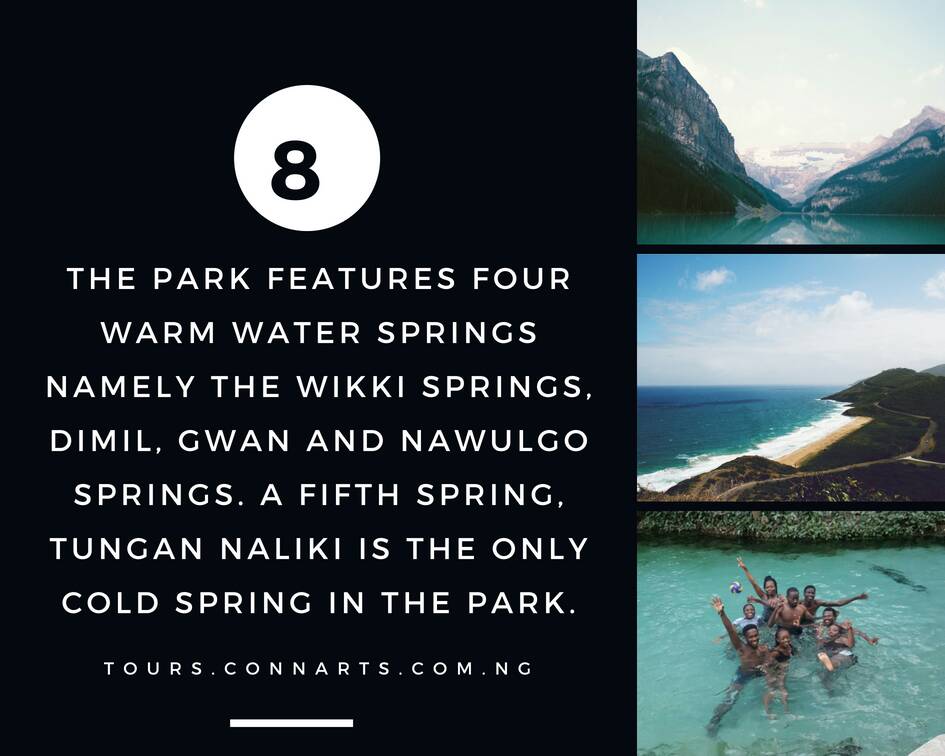 8
THE PARK FEATURES FOUR
WARM WATER SPRINGS
NAMELY THE WIKKI SPRINGS,
DIMIL, GWAN AND NAWULGO
SPRINGS. A FIFTH SPRING,
TUNGAN NALIKI IS THE ONLY
COLD SPRING IN THE PARK.
TOURS.CONNARTS.COM.NG